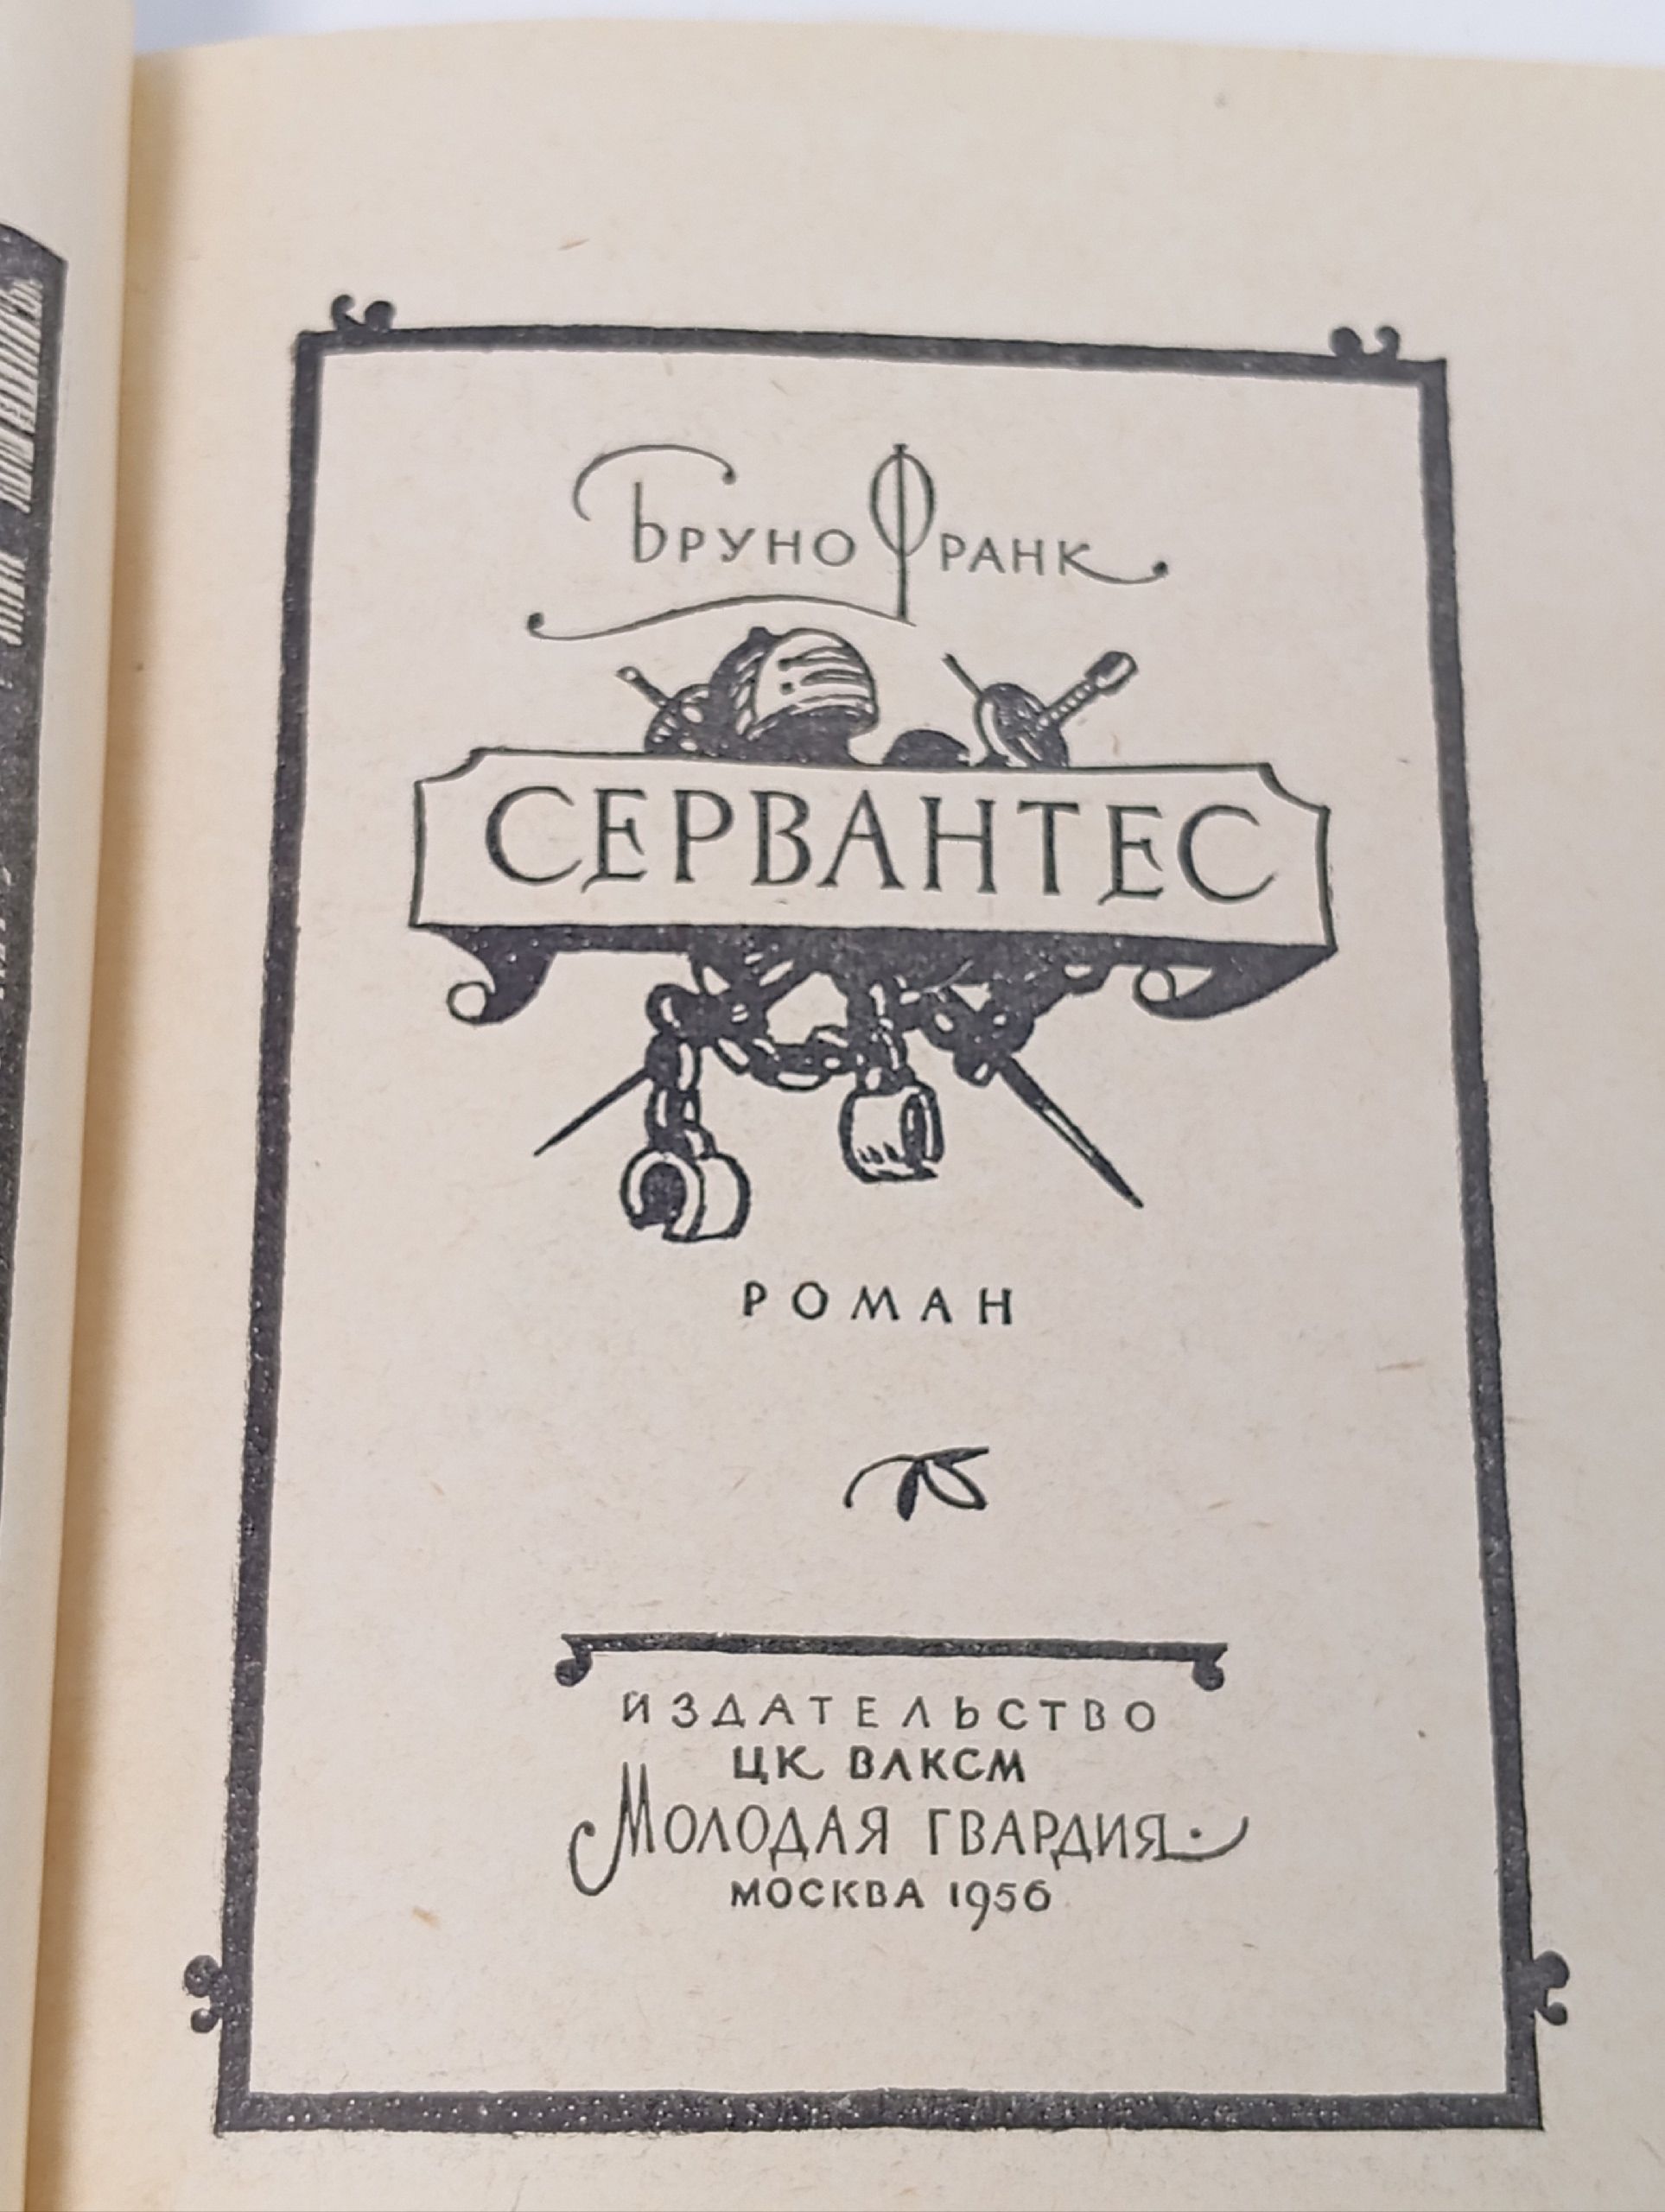 Бруно Франк
СЕРВАНТЕС
РОМАН
ИЗДАТЕЛЬСТВО
ЦК ВЛКСМ
Молодая гвардия
МОСКВА 1956